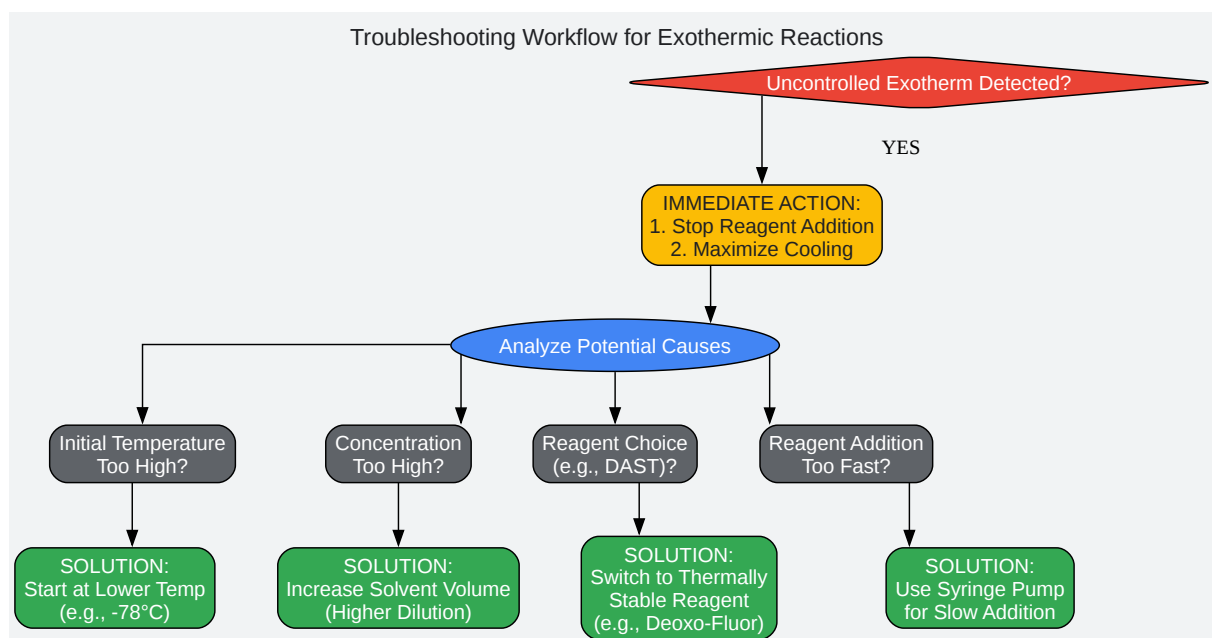 Troubleshooting Workflow for Exothermic Reactions
Uncontrolled Exotherm Detected?
YES
IMMEDIATE ACTION:
1. Stop Reagent Addition
2. Maximize Cooling
Analyze Potential Causes
Initial Temperature
Too High?
Concentration
Too High?
Reagent Choice
(e.g., DAST)?
Reagent Addition
Too Fast?
SOLUTION:
Start at Lower Temp
(e.g., -78°C)
SOLUTION:
Increase Solvent Volume
(Higher Dilution)
SOLUTION:
Switch to Thermally
Stable Reagent
(e.g., Deoxo-Fluor)
SOLUTION:
Use Syringe Pump
for Slow Addition